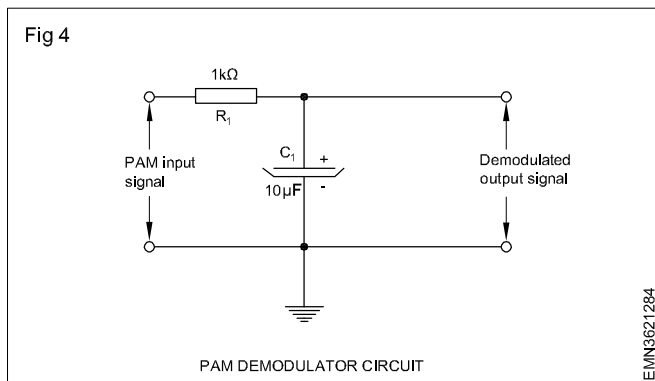 Fig 4
1kΩ
R1
PAM input
signal
C1
+
10µF
-
Demodulated
output signal
PAM DEMODULATOR CIRCUIT
EMN3621284